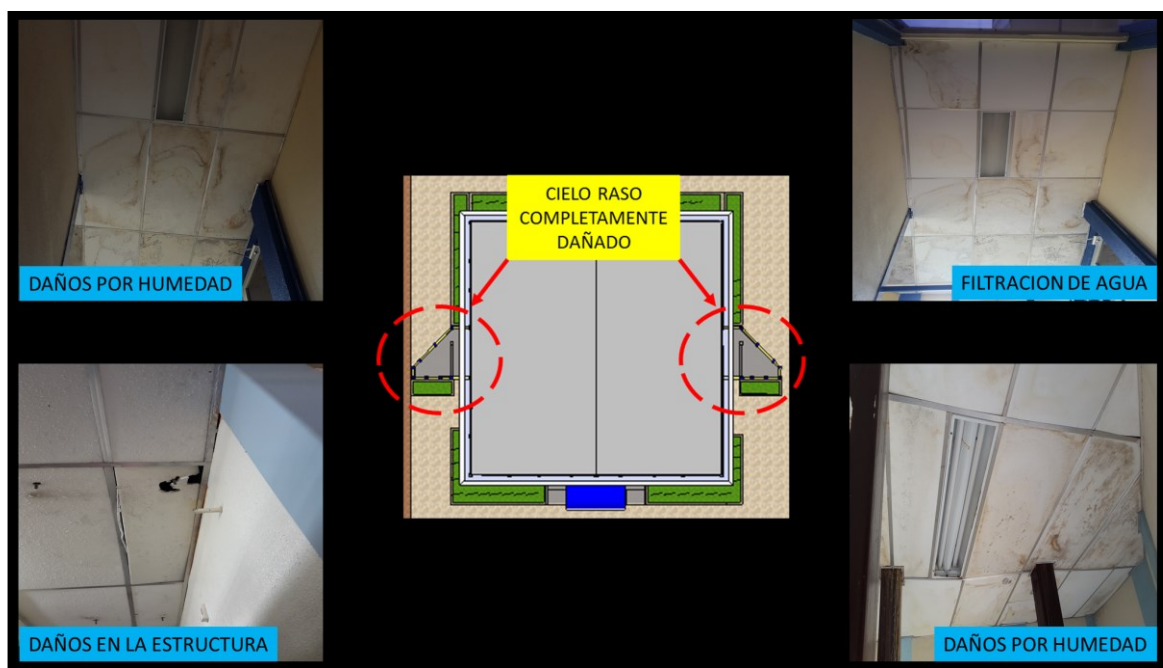 DAÑOS POR HUMEDAD
CIELO RASO
COMPLETAMENTE
DAÑADO
FILTRACION DE AGUA
DAÑOS EN LA ESTRUCTURA
DAÑOS POR HUMEDAD